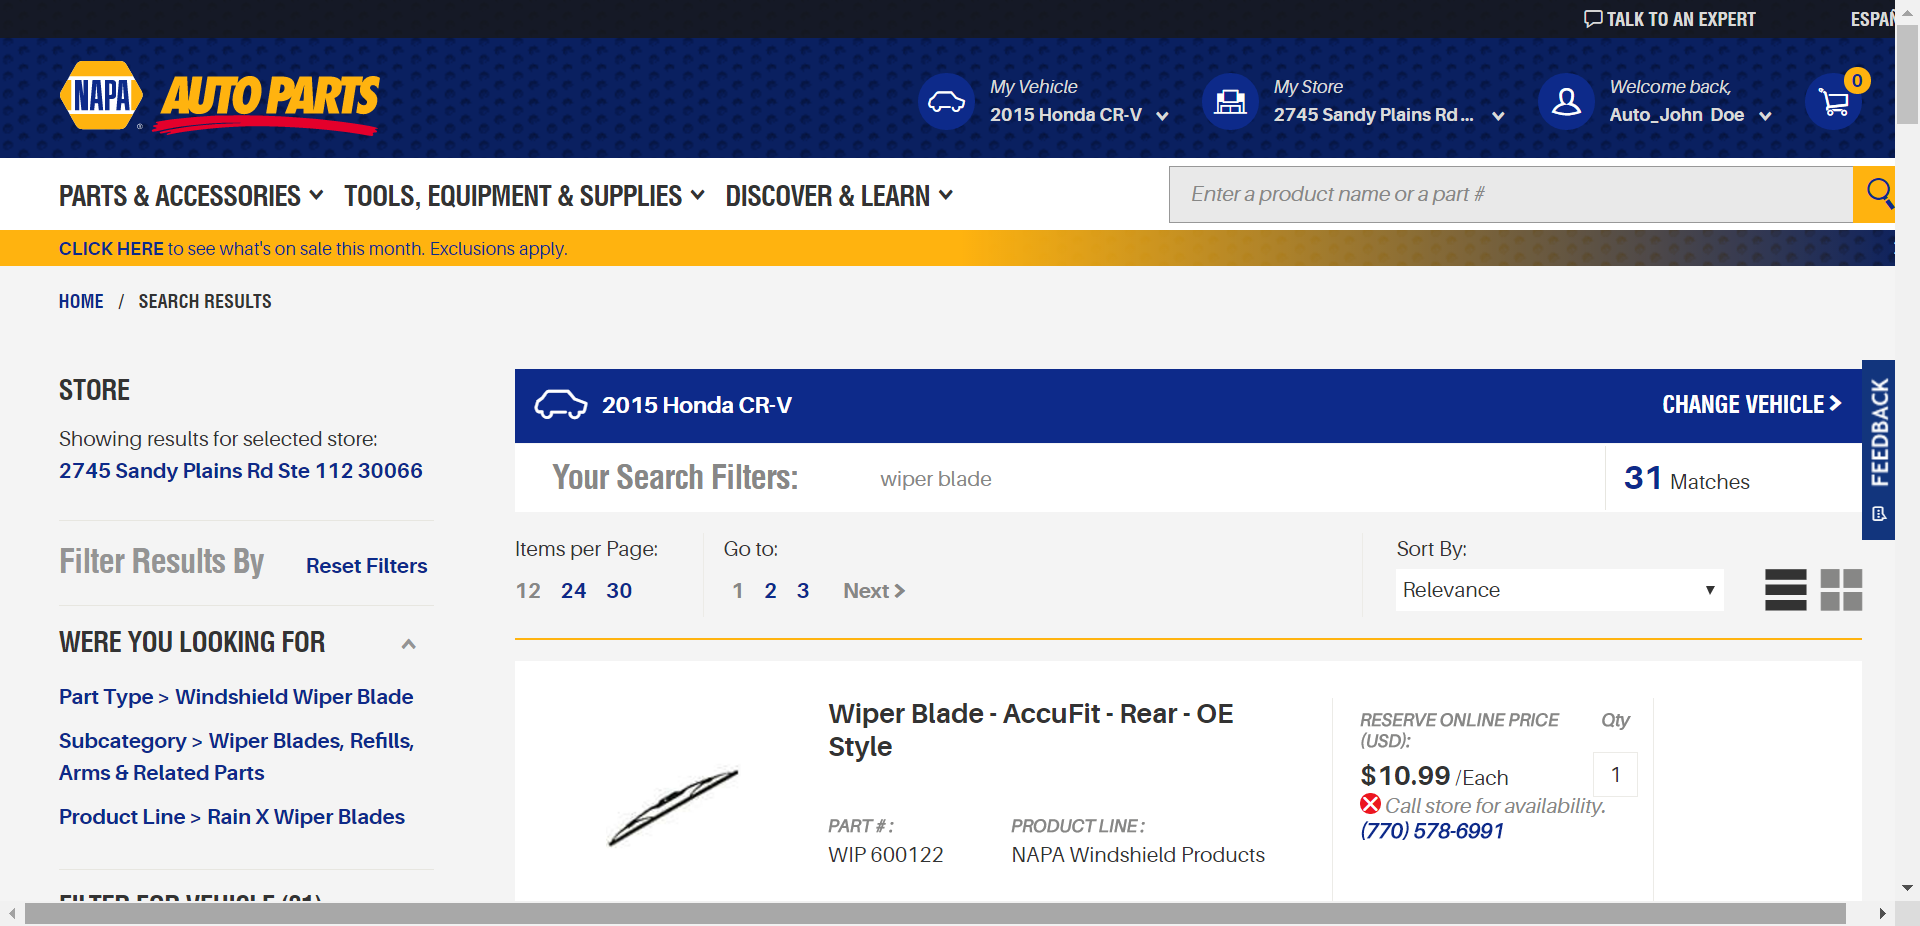 TALK TO AN EXPERT
ESPAÑ
NAPA AUTO PARTS
My Vehicle
2015 Honda CR-V
My Store
2745 Sandy Plains Rd...
Welcome back,
Auto_John Doe
0
PARTS & ACCESSORIES
TOOLS, EQUIPMENT & SUPPLIES
DISCOVER & LEARN
Enter a product name or a part #
CLICK HERE to see what's on sale this month. Exclusions apply.
HOME / SEARCH RESULTS
STORE
Showing results for selected store:
2745 Sandy Plains Rd Ste 112 30066
Filter Results By
Reset Filters
WERE YOU LOOKING FOR
Part Type > Windshield Wiper Blade
Subcategory > Wiper Blades, Refills,
Arms & Related Parts
Product Line > Rain X Wiper Blades
FILTER FOR VEHICLE (31)
2015 Honda CR-V
CHANGE VEHICLE >
Your Search Filters:
wiper blade
31 Matches
Items per Page:
12 24 30
Go to:
1 2 3 Next >
Sort By:
Relevance
Wiper Blade - AccuFit - Rear - OE
Style
PART # :
WIP 600122
PRODUCT LINE :
NAPA Windshield Products
RESERVE ONLINE PRICE
(USD):
Qty
$10.99 /Each
1
Call store for availability.
(770) 578-6991
FEEDBACK